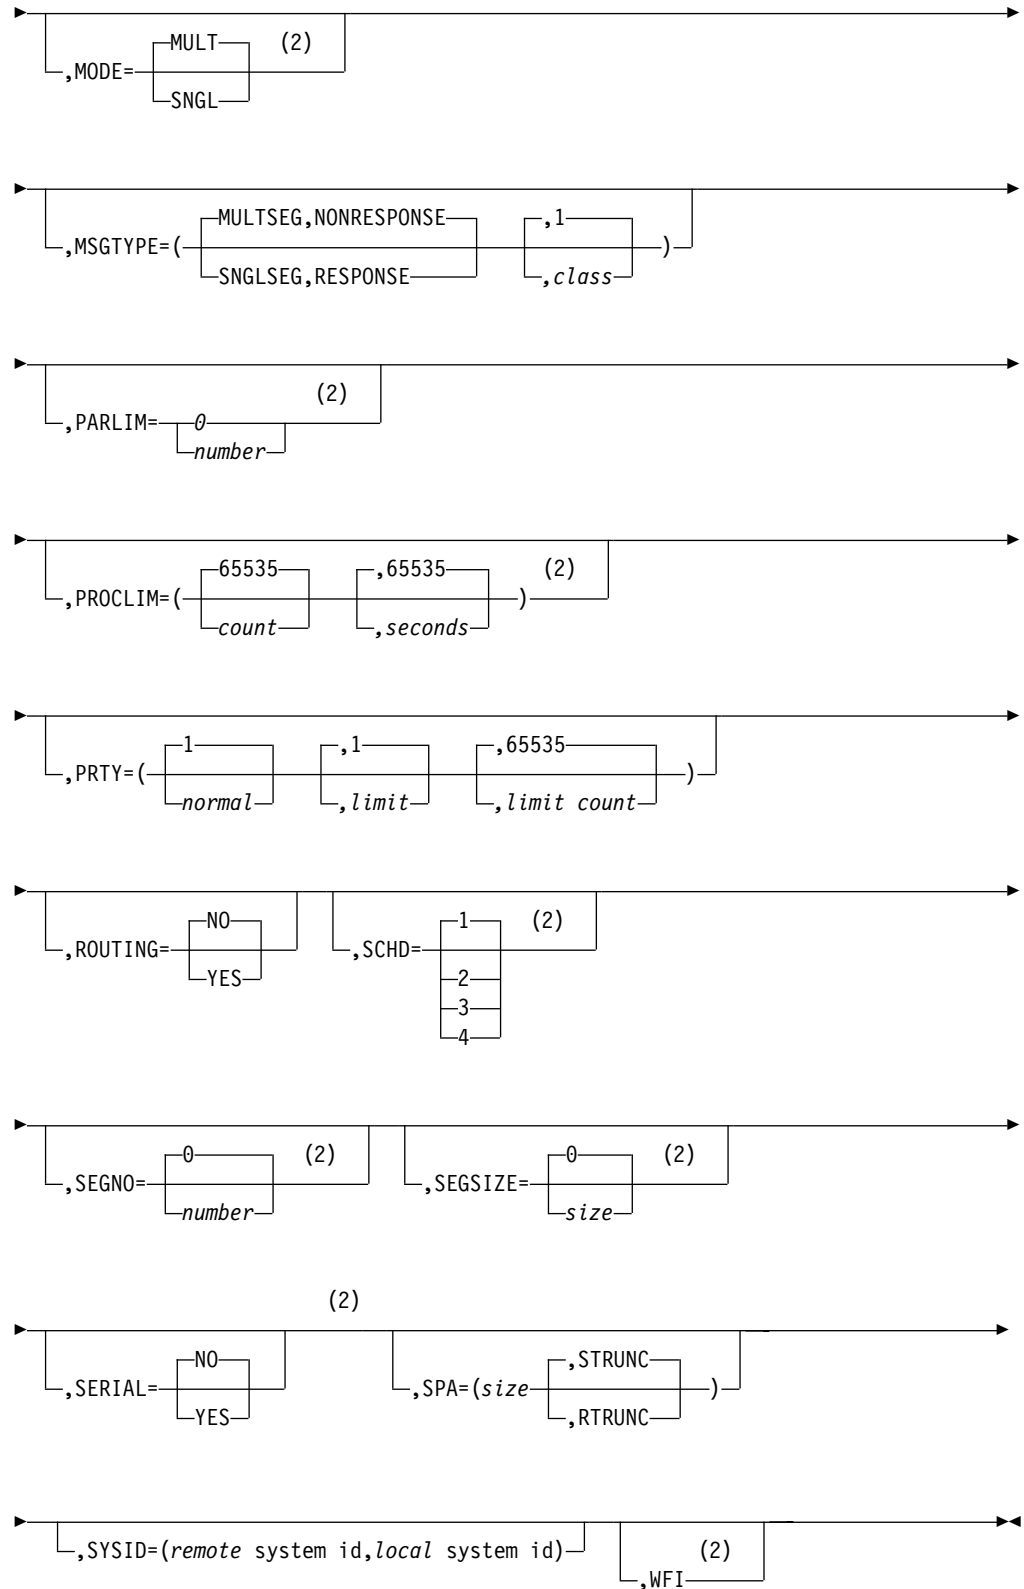 MULT (2)
,MODE=
SNGL
MULTSEG,NONRESPONSE ,1
,MSGTYPE=( )
SNGLSEG,RESPONSE ,class
(2)
,PARLIM= 0
number
65535 ,65535 (2)
,PROCLIM=( )
count ,seconds
1 ,1 ,65535
,PRTY=( )
normal ,limit ,limit count
NO 1 (2)
,ROUTING= ,SCHD=
YES 2
3
4
0 (2) 0 (2)
,SEGNO= ,SEGSIZE=
number size
(2)
NO ,STRUNC
,SERIAL= ,SPA=(size )
YES ,RTRUNC
,SYSID=(remote system id,local system id) (2)
,WFI